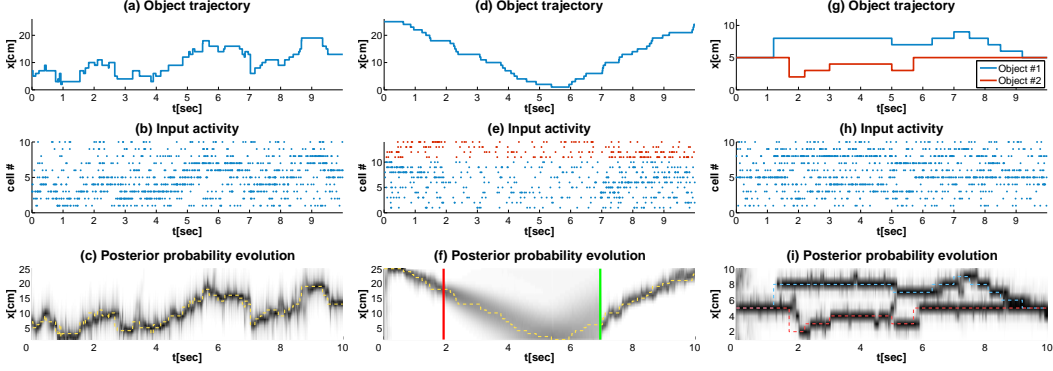 (a) Object trajectory
x[cm]
20
10
0
0 1 2 3 4 5 6 7 8 9
t[sec]
(b) Input activity
cell #
10
5
0
0 1 2 3 4 5 6 7 8 9
t[sec]
(c) Posterior probability evolution
x[cm]
25
20
15
10
5
0 2 4 6 8 10
t[sec]
(d) Object trajectory
x[cm]
20
10
0
0 1 2 3 4 5 6 7 8 9
t[sec]
(e) Input activity
cell #
10
5
0
0 1 2 3 4 5 6 7 8 9
t[sec]
(f) Posterior probability evolution
x[cm]
25
20
15
10
5
0 2 4 6 8 10
t[sec]
(g) Object trajectory
x[cm]
10
5
0
Object #1
Object #2
0 1 2 3 4 5 6 7 8 9
t[sec]
(h) Input activity
cell #
10
5
0
0 1 2 3 4 5 6 7 8 9
t[sec]
(i) Posterior probability evolution
x[cm]
10
8
6
4
2
0 2 4 6 8 10
t[sec]